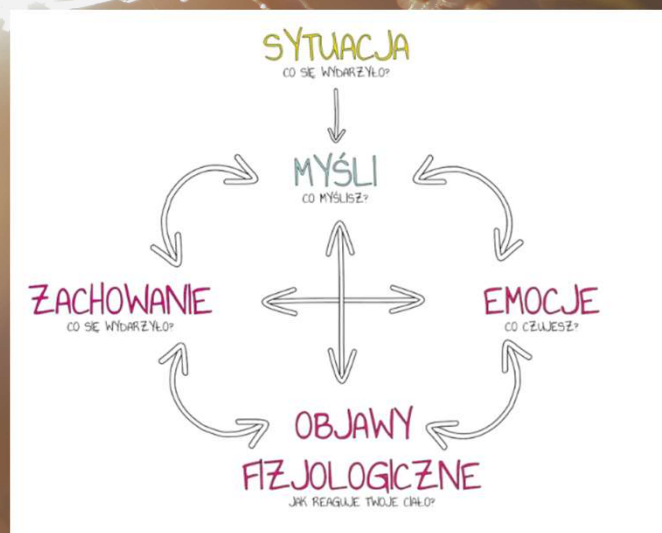 SYTUACJA
CO SIĘ WYDARZYŁO?
MYŚLI
CO MYŚLISZ?
ZACHOWANIE
CO SIĘ WYDARZYŁO?
EMOCJE
CO CZUJESZ?
OBJAWY
FIZJOLOGICZNE
JAK REAGUJE TWOJE CIAŁO?